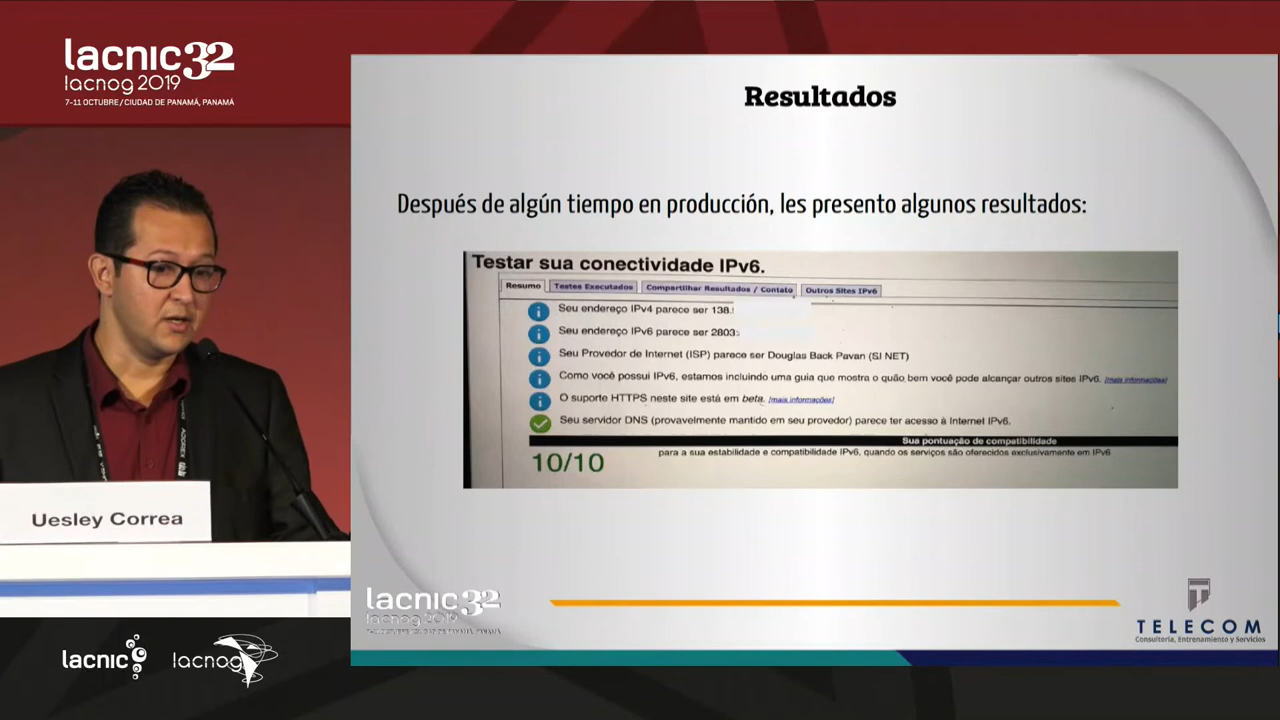 lacnic32
lacnog 2019
7-11 OCTUBRE / CIUDAD DE PANAMÁ, PANAMÁ
Resultados
Después de algún tiempo en producción, les presento algunos resultados:
Testar sua conectividade IPv6.
Resumo Testes Executados Compartilhar Resultados / Contato Outros Sites IPv6
Seu endereço IPv4 parece ser 138.
Seu endereço IPv6 parece ser 2803:
Seu Provedor de Internet (ISP) parece ser Douglas Back Pavan (SI NET)
Como você possui IPv6, estamos incluindo uma guia que mostra o quão bem você pode alcançar outros sites IPv6. [mais informações]
O suporte HTTPS neste site está em beta. [mais informações]
Seu servidor DNS (provavelmente mantido em seu provedor) parece ter acesso à Internet IPv6.
Sua pontuação de compatibilidade
10/10 para a sua estabilidade e compatibilidade IPv6, quando os serviços são oferecidos exclusivamente em IPv6
Uesley Correa
lacnic32
lacnog 2019
TELECOM
Consultoría, Entrenamiento y Servicios
lacnic
lacnog